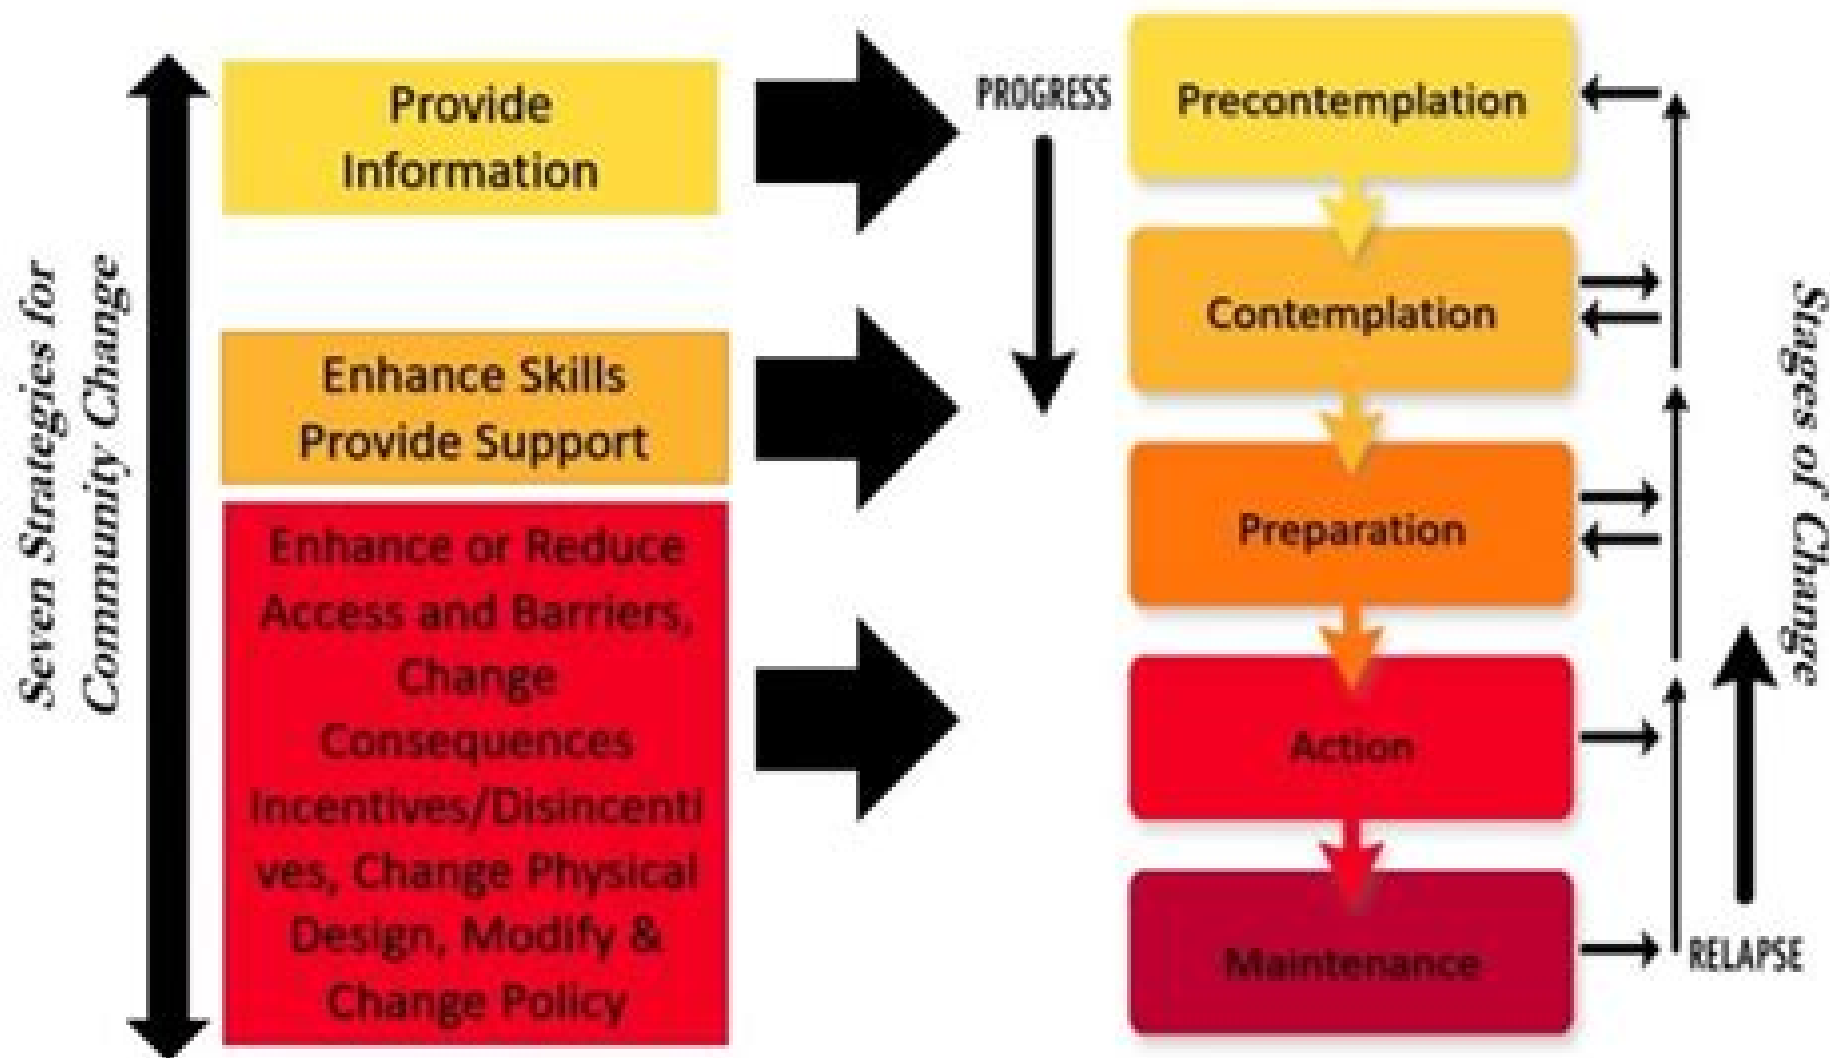 Seven Strategies for
Community Change
Provide
Information
Enhance Skills
Provide Support
Enhance or Reduce
Access and Barriers,
Change
Consequences
Incentives/Disincenti
ves, Change Physical
Design, Modify &
Change Policy
PROGRESS
Precontemplation
Contemplation
Preparation
Action
Maintenance
RELAPSE
Stages of Change